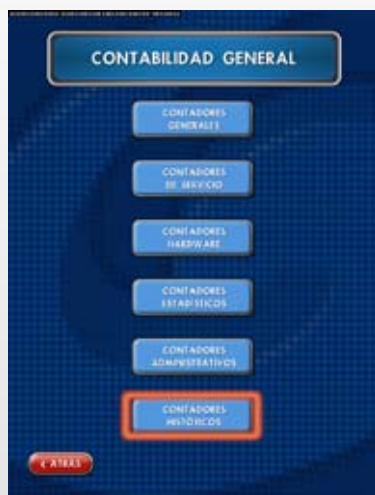 CONTABILIDAD GENERAL
CONTADORES
GENERALES
CONTADORES
DE SERVICIO
CONTADORES
HARDWARE
CONTADORES
ESTADÍSTICOS
CONTADORES
ADMINISTRATIVOS
CONTADORES
HISTÓRICOS
ATRÁS